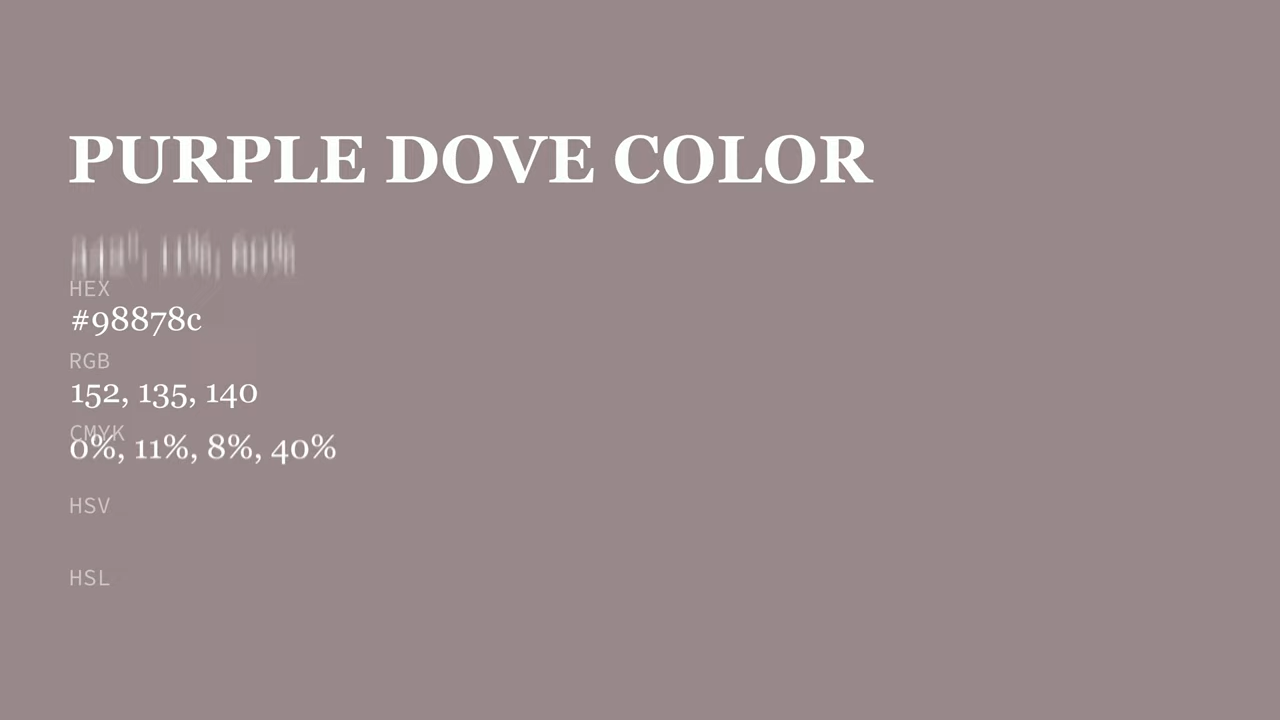 PURPLE DOVE COLOR
HEX
#98878c
RGB
152, 135, 140
CMYK
0%, 11%, 8%, 40%
HSV
HSL